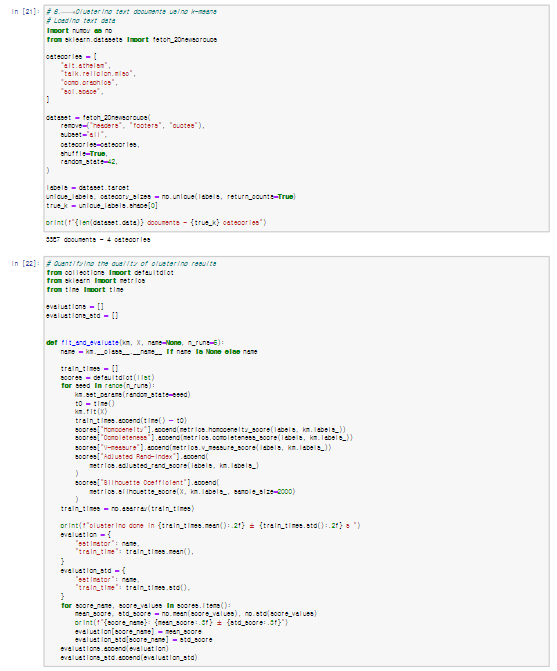 In [21]: # 8.    Clustering text documents using k-means
# Loading text data
import numpy as np
from sklearn.datasets import fetch_20newsgroups

categories = [
    "alt.atheism",
    "talk.religion.misc",
    "comp.graphics",
    "sci.space",
]

dataset = fetch_20newsgroups(
    remove=("headers", "footers", "quotes"),
    subset="all",
    categories=categories,
    shuffle=True,
    random_state=42,
)

labels = dataset.target
unique_labels, category_sizes = np.unique(labels, return_counts=True)
true_k = unique_labels.shape[0]

print(f"{len(dataset.data)} documents - {true_k} categories")
3387 documents - 4 categories
In [22]: # Quantifying the quality of clustering results
from collections import defaultdict
from sklearn import metrics
from time import time

evaluations = []
evaluations_std = []


def fit_and_evaluate(km, X, name=None, n_runs=5):
    name = km.__class__.__name__ if name is None else name

    train_times = []
    scores = defaultdict(list)
    for seed in range(n_runs):
        km.set_params(random_state=seed)
        t0 = time()
        km.fit(X)
        train_times.append(time() - t0)
        scores["Homogeneity"].append(metrics.homogeneity_score(labels, km.labels_))
        scores["Completeness"].append(metrics.completeness_score(labels, km.labels_))
        scores["V-measure"].append(metrics.v_measure_score(labels, km.labels_))
        scores["Adjusted Rand-Index"].append(
            metrics.adjusted_rand_score(labels, km.labels_)
        )
        scores["Silhouette Coefficient"].append(
            metrics.silhouette_score(X, km.labels_, sample_size=2000)
        )
    train_times = np.asarray(train_times)

    print(f"clustering done in {train_times.mean():.2f} ± {train_times.std():.2f} s ")
    evaluation = {
        "estimator": name,
        "train_time": train_times.mean(),
    }
    evaluation_std = {
        "estimator": name,
        "train_time": train_times.std(),
    }
    for score_name, score_values in scores.items():
        mean_score, std_score = np.mean(score_values), np.std(score_values)
        print(f"{score_name}: {mean_score:.3f} ± {std_score:.3f}")
        evaluation[score_name] = mean_score
        evaluation_std[score_name] = std_score
    evaluations.append(evaluation)
    evaluations_std.append(evaluation_std)